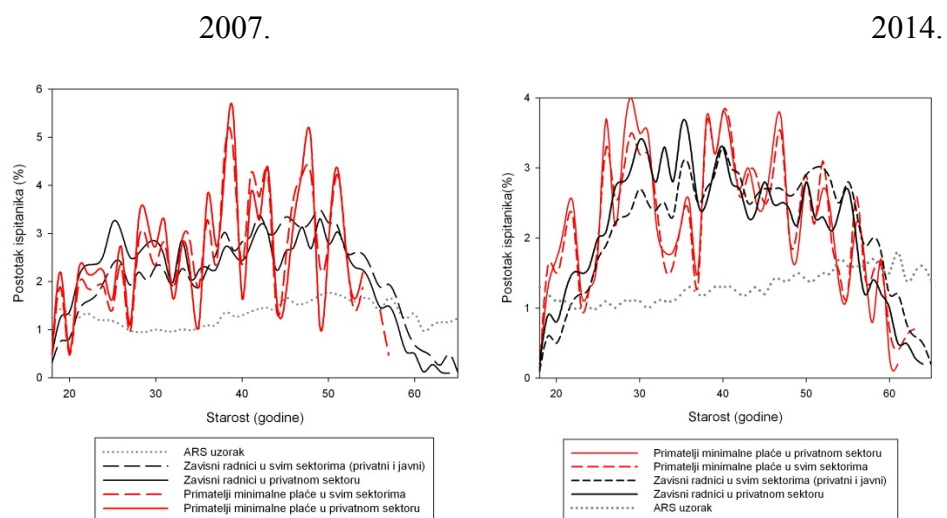 2007.
2014.
Postotak ispitanika (%)
6
5
4
3
2
1
0
20
30
40
50
60
Starost (godine)
ARS uzorak
Zavisni radnici u svim sektorima (privatni i javni)
Zavisni radnici u privatnom sektoru
Primatelji minimalne plaće u svim sektorima
Primatelji minimalne plaće u privatnom sektoru
Postotak ispitanika(%)
4
3
2
1
0
20
30
40
50
60
Starost (godine)
Primatelji minimalne plaće u privatnom sektoru
Primatelji minimalne plaće u svim sektorima
Zavisni radnici u svim sektorima (privatni i javni)
Zavisni radnici u privatnom sektoru
ARS uzorak